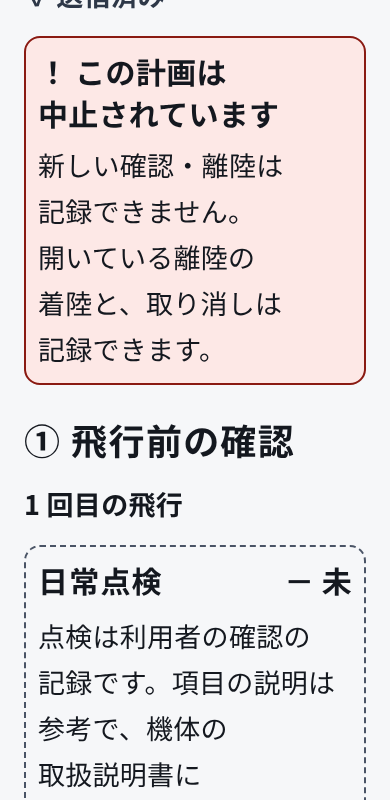 ✓ 送信済み
！ この計画は
中止されています
新しい確認・離陸は
記録できません。
開いている離陸の
着陸と、取り消しは
記録できます。
① 飛行前の確認
1 回目の飛行
日常点検 － 未
点検は利用者の確認の
記録です。項目の説明は
参考で、機体の
取扱説明書に